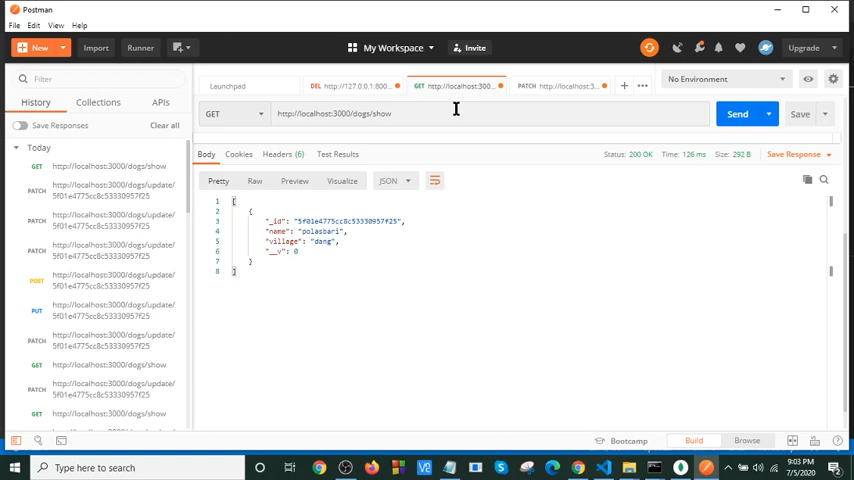 Postman
File Edit View Help
New Import Runner My Workspace Invite Upgrade
Filter
History Collections APIs
Save Responses Clear all
Today
GET http://localhost:3000/dogs/show
PATCH http://localhost:3000/dogs/update/
5f01e4775cc8c53330957f25
PATCH http://localhost:3000/dogs/update/
5f01e4775cc8c53330957f25
PATCH http://localhost:3000/dogs/update/
5f01e4775cc8c53330957f25
POST http://localhost:3000/dogs/update/
5f01e4775cc8c53330957f25
PUT http://localhost:3000/dogs/update/
5f01e4775cc8c53330957f25
PATCH http://localhost:3000/dogs/update/
5f01e4775cc8c53330957f25
GET http://localhost:3000/dogs/show
PATCH http://localhost:3000/dogs/update/
5f01e4775cc8c53330957f25
GET http://localhost:3000/dogs/show
Launchpad DEL http://127.0.0.1:800... GET http://localhost:300... PATCH http://localhost:3... No Environment
GET http://localhost:3000/dogs/show Send Save
Body Cookies Headers (6) Test Results Status: 200 OK Time: 126 ms Size: 292 B Save Response
Pretty Raw Preview Visualize JSON
1 [
2 {
3 "_id": "5f01e4775cc8c53330957f25",
4 "name": "polasbari",
5 "village": "dang",
6 "__v": 0
7 }
8 ]
Bootcamp Build Browse
Type here to search
9:03 PM
7/5/2020
2